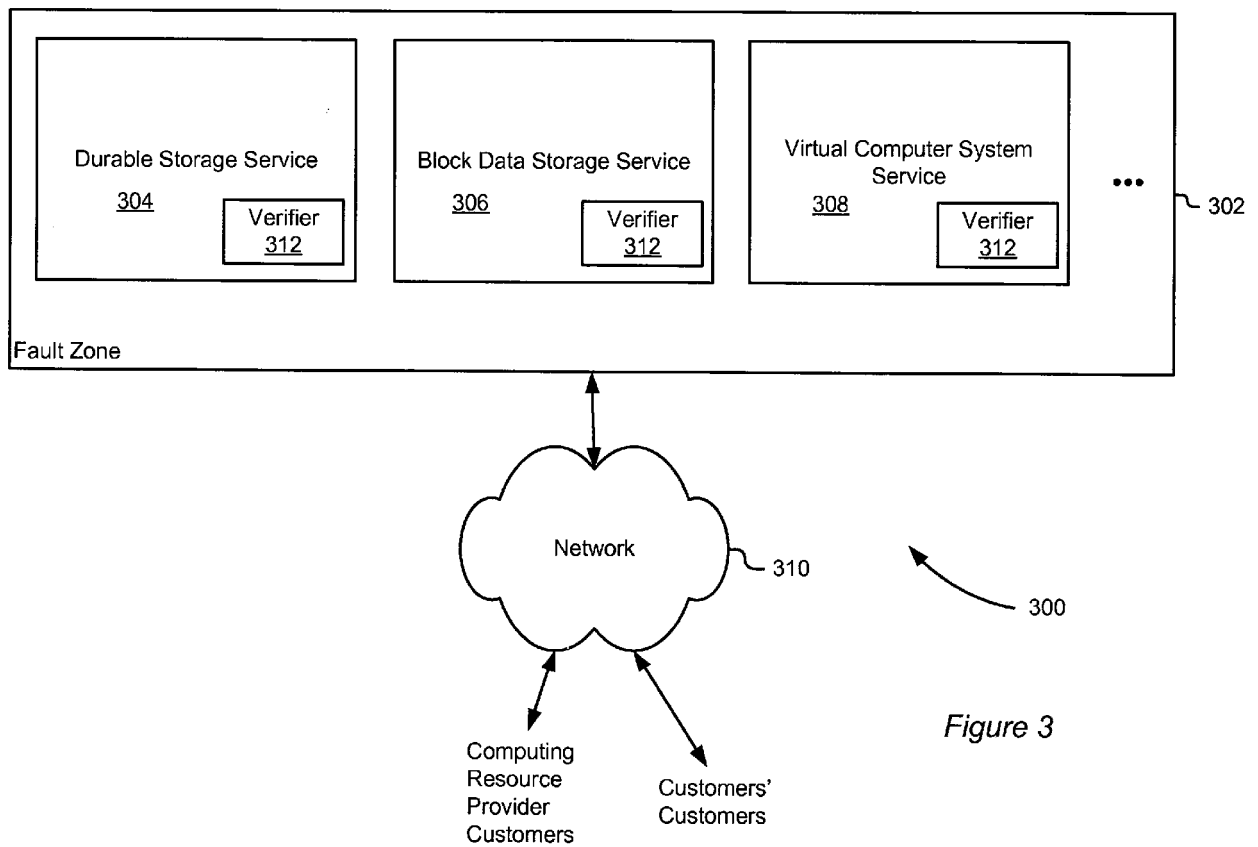 Durable Storage Service
304
Verifier
312
Block Data Storage Service
306
Verifier
312
Virtual Computer System
Service
308
Verifier
312
...
302
Fault Zone
Network
310
300
Figure 3
Computing
Resource
Provider
Customers
Customers'
Customers